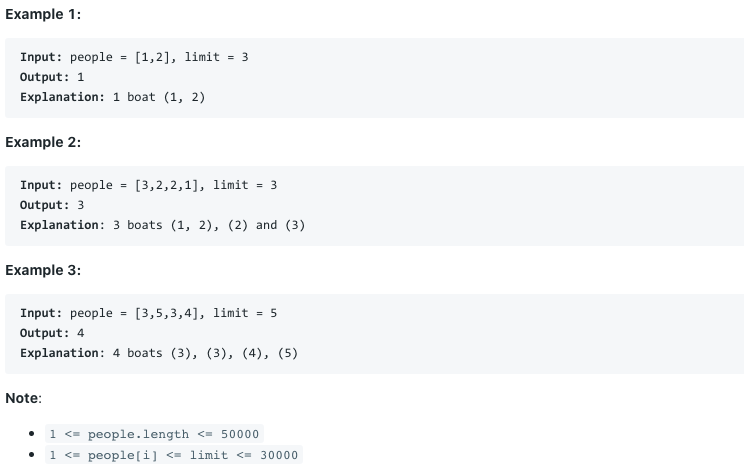 Example 1:
Input: people = [1,2], limit = 3
Output: 1
Explanation: 1 boat (1, 2)
Example 2:
Input: people = [3,2,2,1], limit = 3
Output: 3
Explanation: 3 boats (1, 2), (2) and (3)
Example 3:
Input: people = [3,5,3,4], limit = 5
Output: 4
Explanation: 4 boats (3), (3), (4), (5)
Note:
• 1 <= people.length <= 50000
• 1 <= people[i] <= limit <= 30000